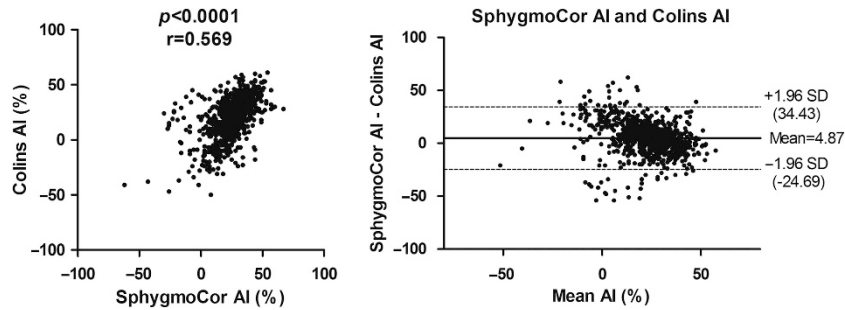 p<0.0001
r=0.569
100
50
0
−50
−100
−100
−50
0
50
100
Colins AI (%)
SphygmoCor AI (%)
SphygmoCor AI and Colins AI
100
50
0
−50
−100
−50
0
50
SphygmoCor AI - Colins AI
Mean AI (%)
+1.96 SD
(34.43)
Mean=4.87
−1.96 SD
(-24.69)